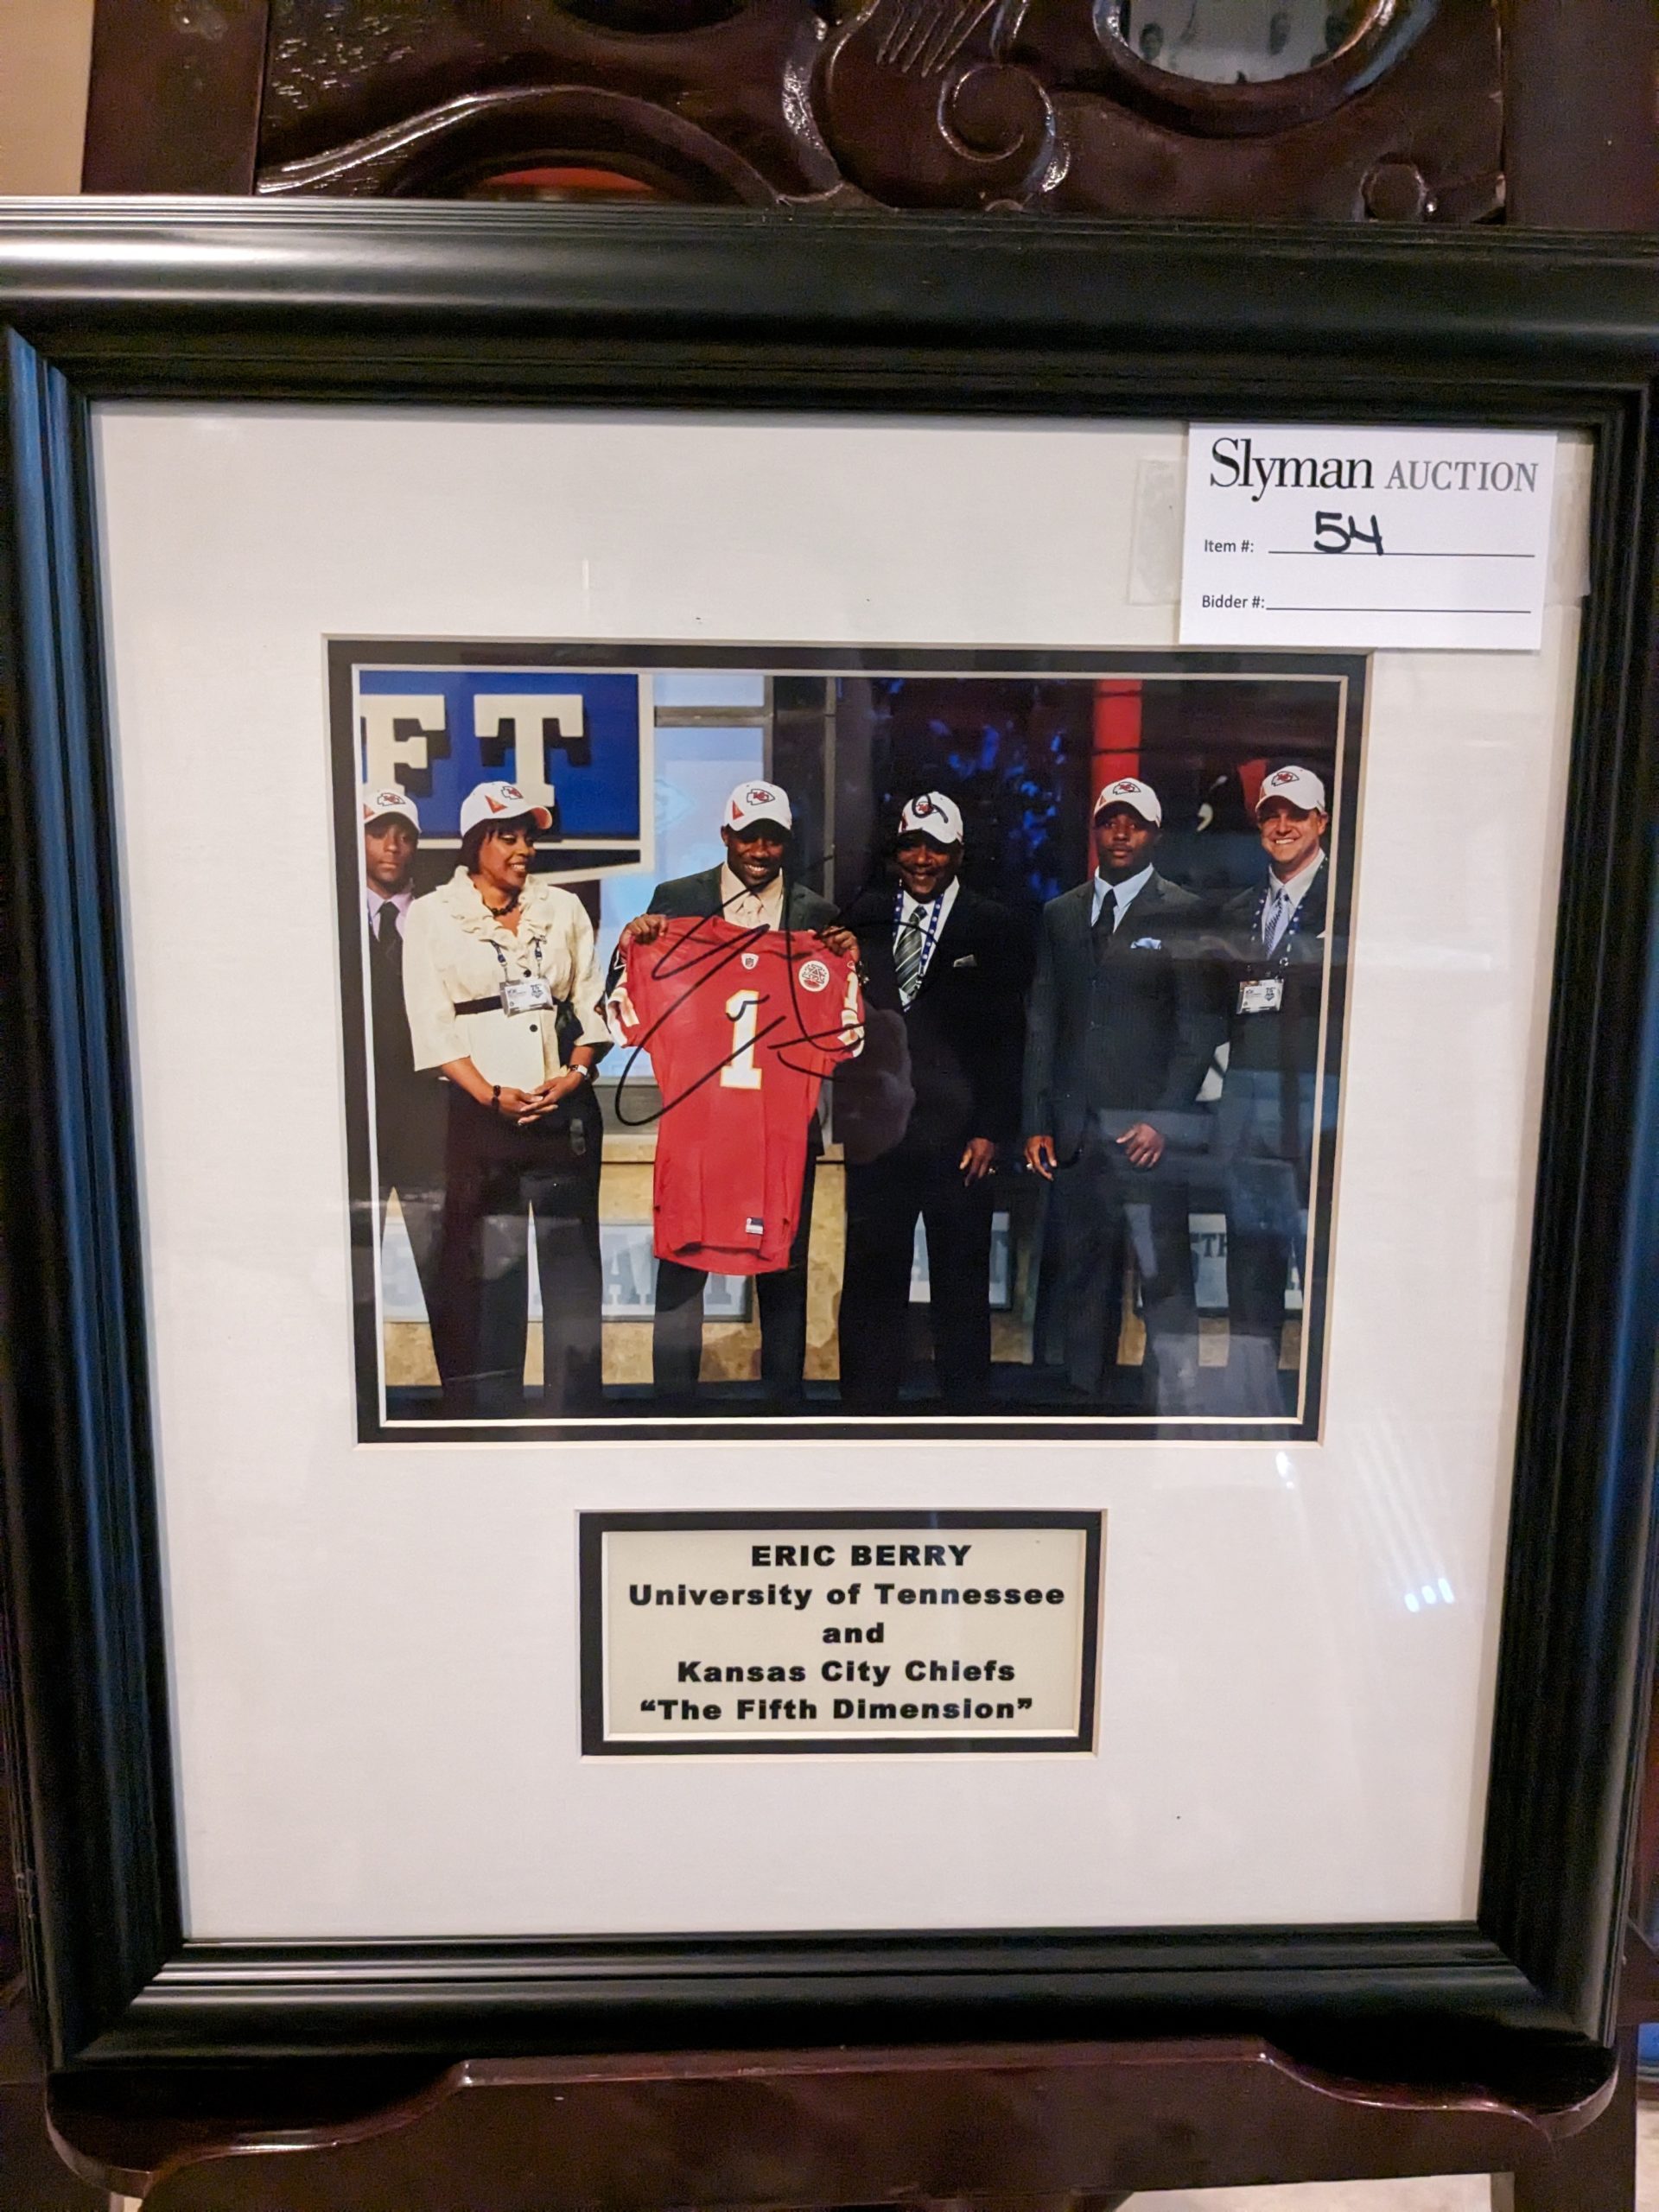 Slyman AUCTION
Item #: 54
Bidder #:
FT
1
ERIC BERRY
University of Tennessee
and
Kansas City Chiefs
“The Fifth Dimension”